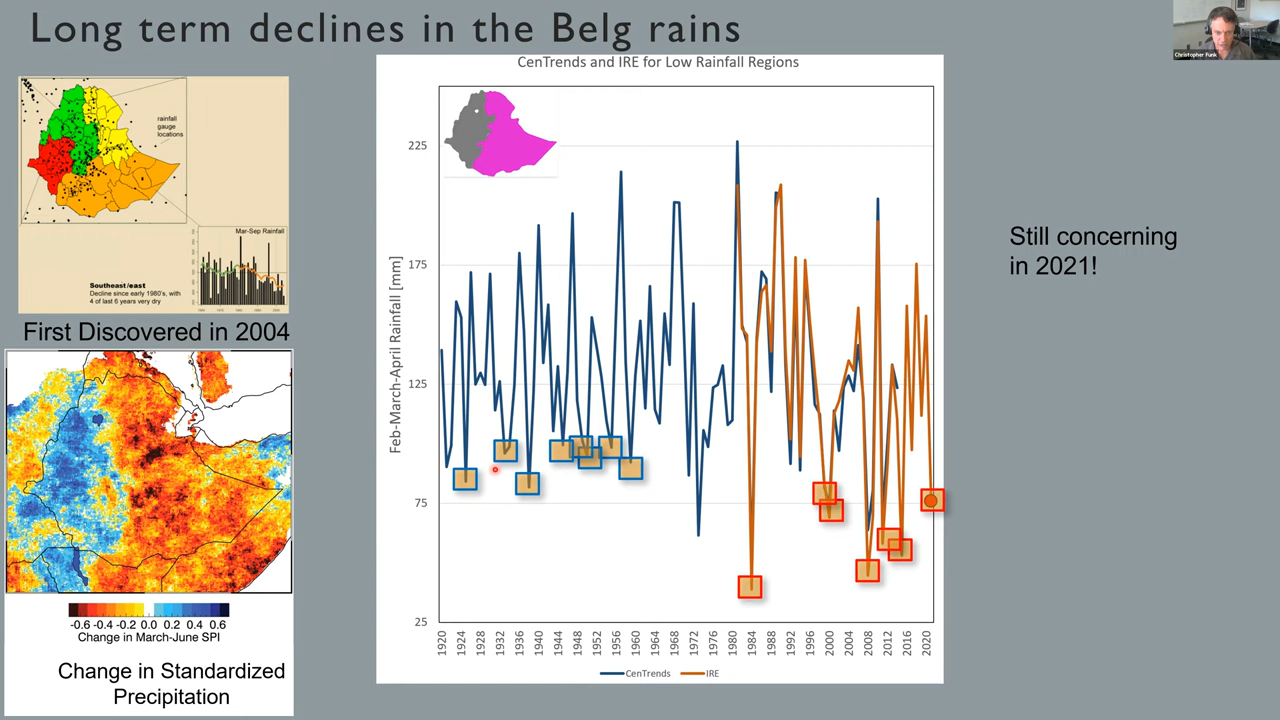 Long term declines in the Belg rains
Christopher Funk
rainfall
gauge
locations
Mar-Sep Rainfall
Southeast/east
Decline since early 1980's, with
4 of last 6 years very dry
First Discovered in 2004
-0.6 -0.4 -0.2 0.0 0.2 0.4 0.6
Change in March-June SPI
Change in Standardized
Precipitation
CenTrends and IRE for Low Rainfall Regions
Feb-March-April Rainfall [mm]
225
175
125
75
25
1920 1924 1928 1932 1936 1940 1944 1948 1952 1956 1960 1964 1968 1972 1976 1980 1984 1988 1992 1996 2000 2004 2008 2012 2016 2020
CenTrends IRE
Still concerning
in 2021!